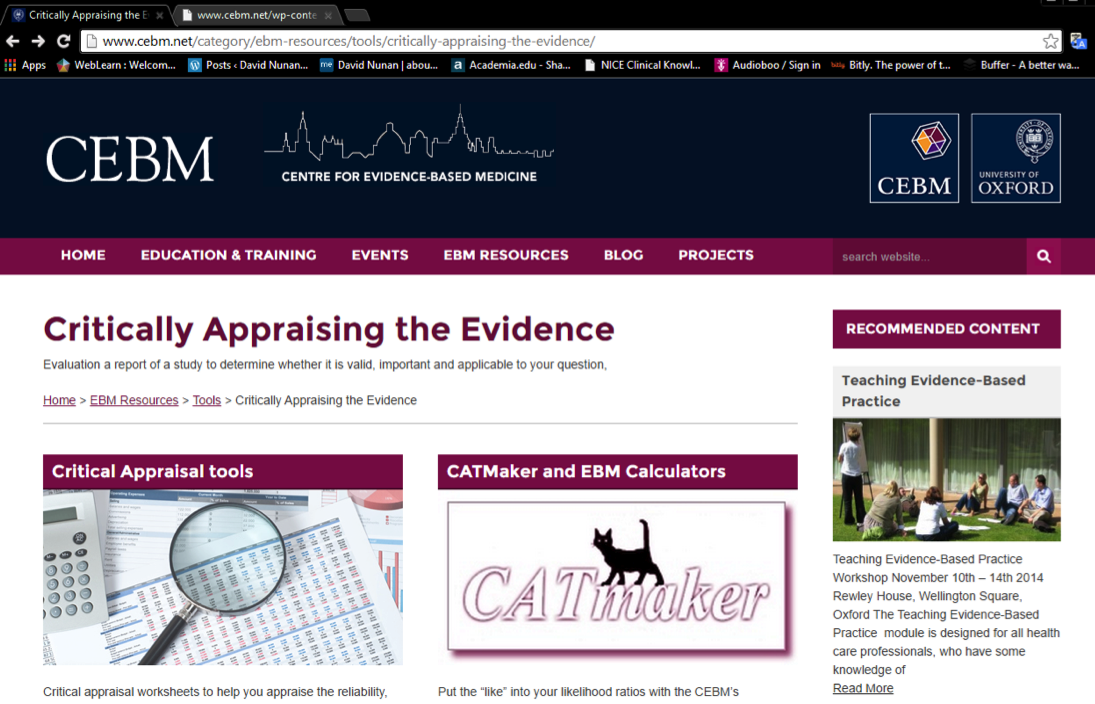 Critically Appraising the E
www.cebm.net/wp-conte
www.cebm.net/category/ebm-resources/tools/critically-appraising-the-evidence/
Apps
WebLearn : Welcom...
Posts ‹ David Nunan...
me David Nunan | abou...
a Academia.edu - Sha...
NICE Clinical Knowl...
Audioboo / Sign in
bitly Bitly. The power of t...
Buffer - A better wa...
CEBM
CENTRE FOR EVIDENCE-BASED MEDICINE
CEBM
UNIVERSITY OF
OXFORD
HOME
EDUCATION & TRAINING
EVENTS
EBM RESOURCES
BLOG
PROJECTS
search website...
Critically Appraising the Evidence
Evaluation a report of a study to determine whether it is valid, important and applicable to your question,
Home > EBM Resources > Tools > Critically Appraising the Evidence
Critical Appraisal tools
Critical appraisal worksheets to help you appraise the reliability,
CATMaker and EBM Calculators
CATmaker
Put the “like” into your likelihood ratios with the CEBM’s
RECOMMENDED CONTENT
Teaching Evidence-Based
Practice
Teaching Evidence-Based Practice
Workshop November 10th – 14th 2014
Rewley House, Wellington Square,
Oxford The Teaching Evidence-Based
Practice  module is designed for all health
care professionals, who have some
knowledge of
Read More